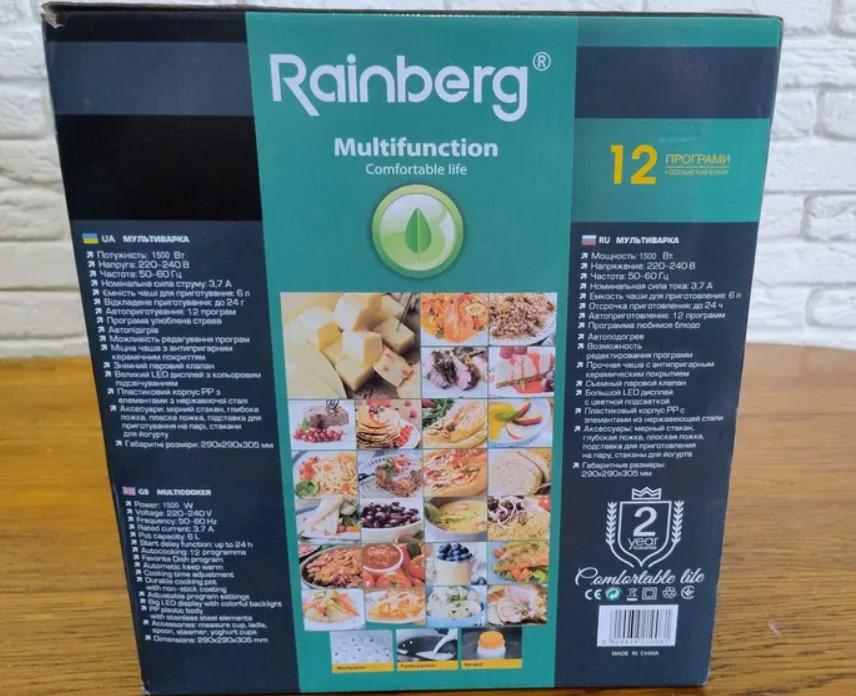 Rainberg®
Multifunction
Comfortable life
12 ПРОГРАМИ
UA МУЛЬТИВАРКА
Потужність: 1500 Вт
Напруга: 220-240 В
Частота: 50-60 Гц
Номінальна сила струму: 3,7 А
Ємність чаші для приготування: 6 л
Відкладене приготування: до 24 г
Автоприготування: 12 програм
Програма улюблена страва
Автопідігрів
Можливість редагування програм
Міцна чаша з антипригарним
керамічним покриттям
Знімний паровий клапан
Великий LED дисплей з кольоровим
підсвічуванням
Пластиковий корпус PP з
елементами з нержавіючої сталі
Аксесуари: мірний стакан, глибока
ложка, пласка ложка, підставка для
приготування на пару, стакани
для йогурту
Габаритні розміри: 290x290x305 мм
GB MULTICOOKER
Power: 1500 W
Voltage: 220-240V
Frequency: 50-60 Hz
Rated current: 3.7 A
Pot capacity: 6 L
Start delay function: up to 24 h
Autocooking: 12 programms
Favorite Dish program
Automatic keep warm
Cooking time adjustment
Durable cooking pot
with non-stick coating
Adjustable program settings
Big LED display with colorful backlight
PP plastic body
with stainless steel elements
Accessories: measure cup, ladle,
spoon, steamer, yoghurt cups
Dimensions: 290x290x305 mm
RU МУЛЬТИВАРКА
Мощность: 1500 Вт
Напряжение: 220-240 В
Частота: 50-60 Гц
Номинальная сила тока: 3,7 А
Емкость чаши для приготовления: 6 л
Отсрочка приготовления: до 24 ч
Автоприготовление: 12 программ
Программа любимое блюдо
Автоподогрев
Возможность
редактирования программ
Прочная чаша с антипригарным
керамическим покрытием
Съемный паровой клапан
Большой LED дисплей
с цветной подсветкой
Пластиковый корпус PP с
элементами из нержавеющей стали
Аксессуары: мерный стакан,
глубокая ложка, плоская ложка,
подставка для приготовления
на пару, стаканы для йогурта
Габаритные размеры:
290x290x305 мм
2
year
Guarantee
Comfortable life
CE
MADE IN CHINA